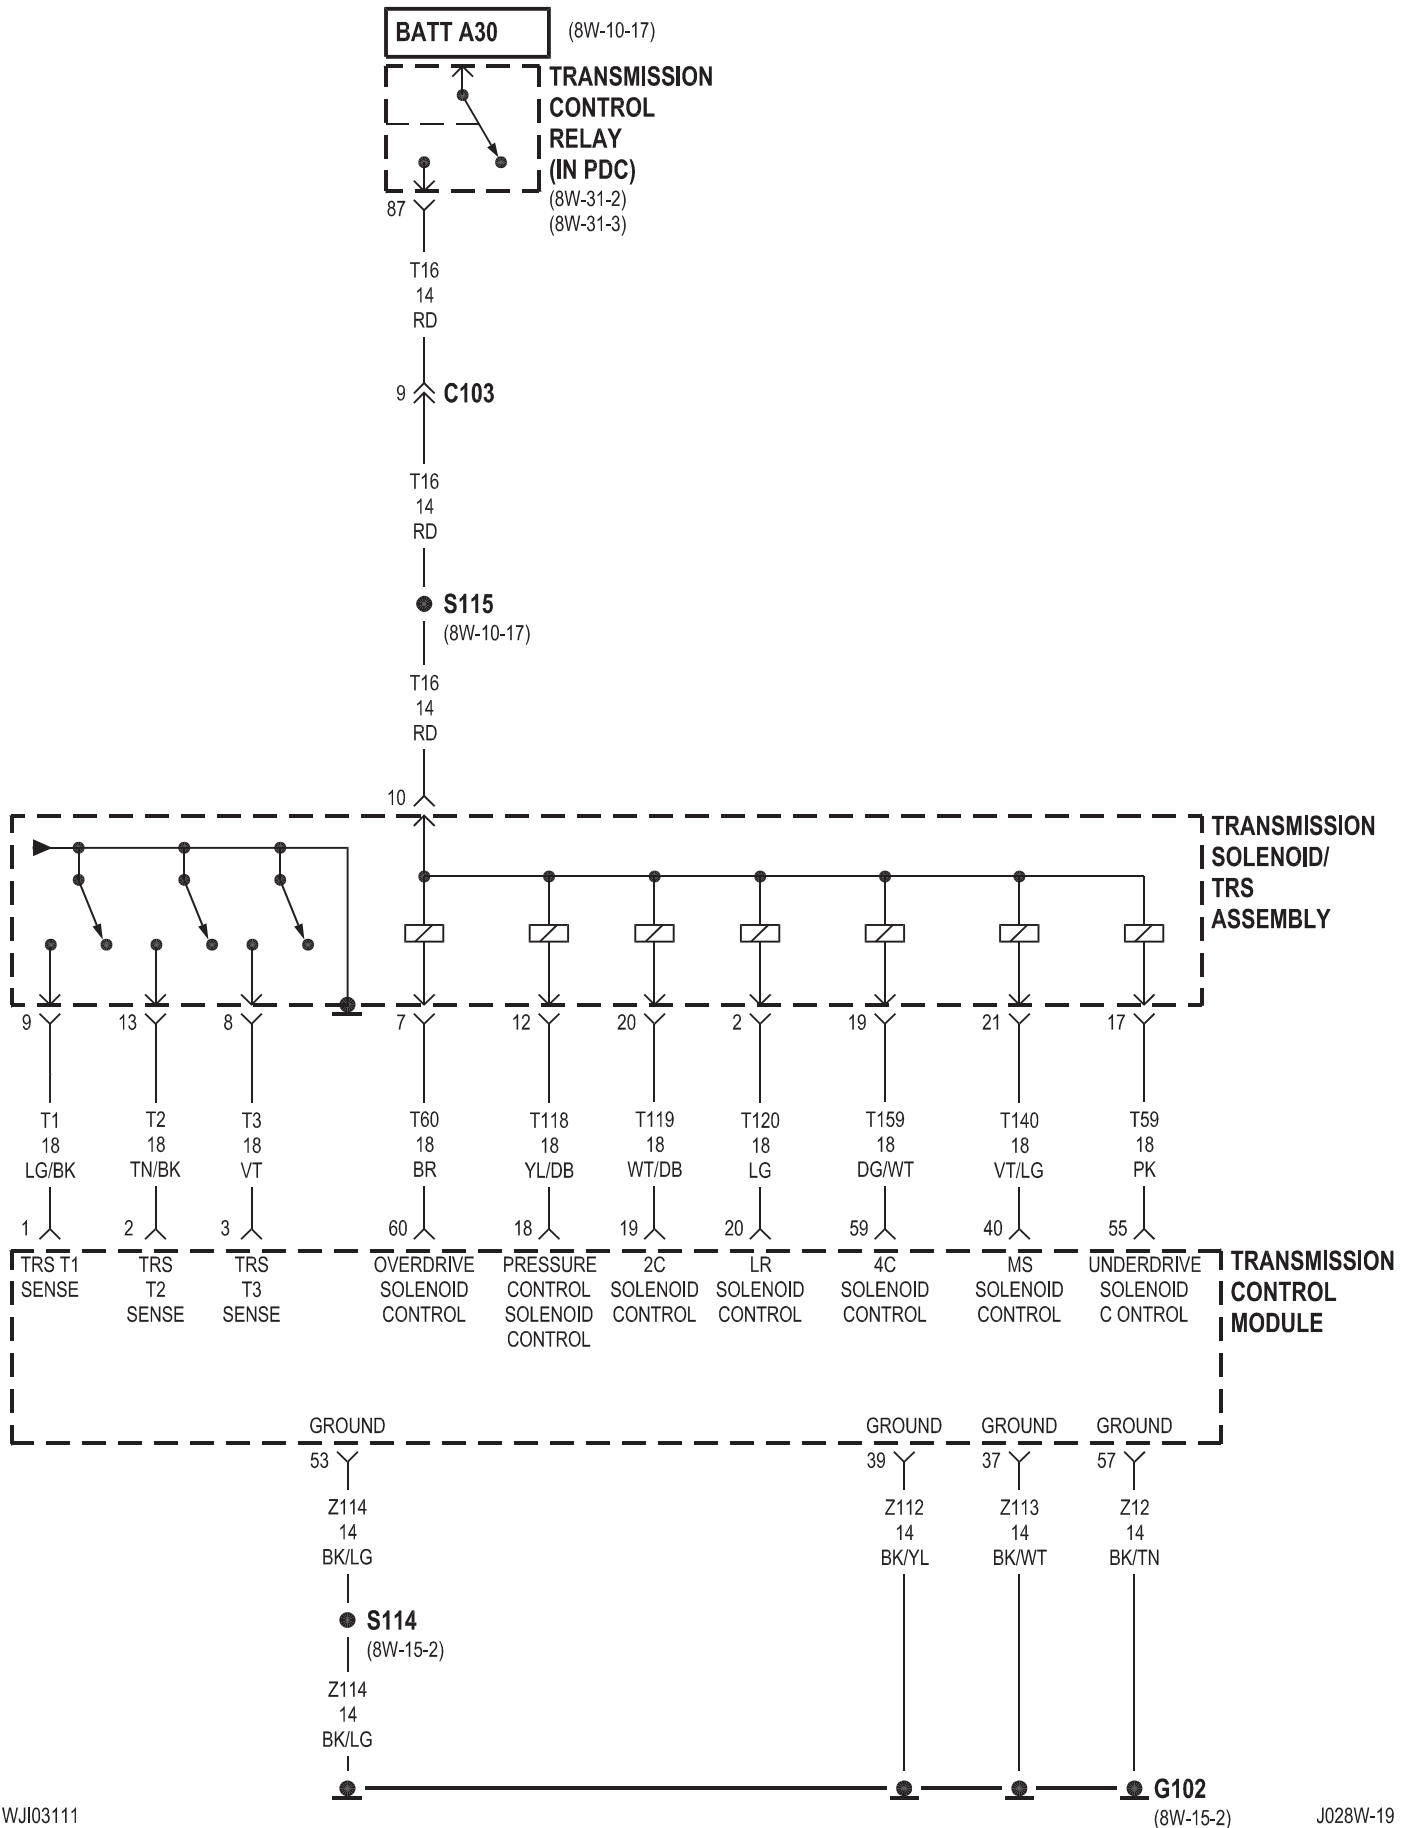 BATT A30 (8W-10-17)
TRANSMISSION
CONTROL
RELAY
(IN PDC)
(8W-31-2)
(8W-31-3)
87
T16
14
RD
9 C103
T16
14
RD
S115
(8W-10-17)
T16
14
RD
10
TRANSMISSION
SOLENOID/
TRS
ASSEMBLY
9 13 8 7 12 20 2 19 21 17
T1 T2 T3 T60 T118 T119 T120 T159 T140 T59
18 18 18 18 18 18 18 18 18 18
LG/BK TN/BK VT BR YL/DB WT/DB LG DG/WT VT/LG PK
1 2 3 60 18 19 20 59 40 55
TRS T1 TRS TRS OVERDRIVE PRESSURE 2C LR 4C MS UNDERDRIVE
SENSE T2 T3 SOLENOID CONTROL SOLENOID SOLENOID SOLENOID SOLENOID SOLENOID
SENSE SENSE CONTROL SOLENOID CONTROL CONTROL CONTROL CONTROL C ONTROL
CONTROL
TRANSMISSION
CONTROL
MODULE
GROUND GROUND GROUND GROUND
53 39 37 57
Z114 Z112 Z113 Z12
14 14 14 14
BK/LG BK/YL BK/WT BK/TN
S114
(8W-15-2)
Z114
14
BK/LG
G102
(8W-15-2)
WJI03111 J028W-19